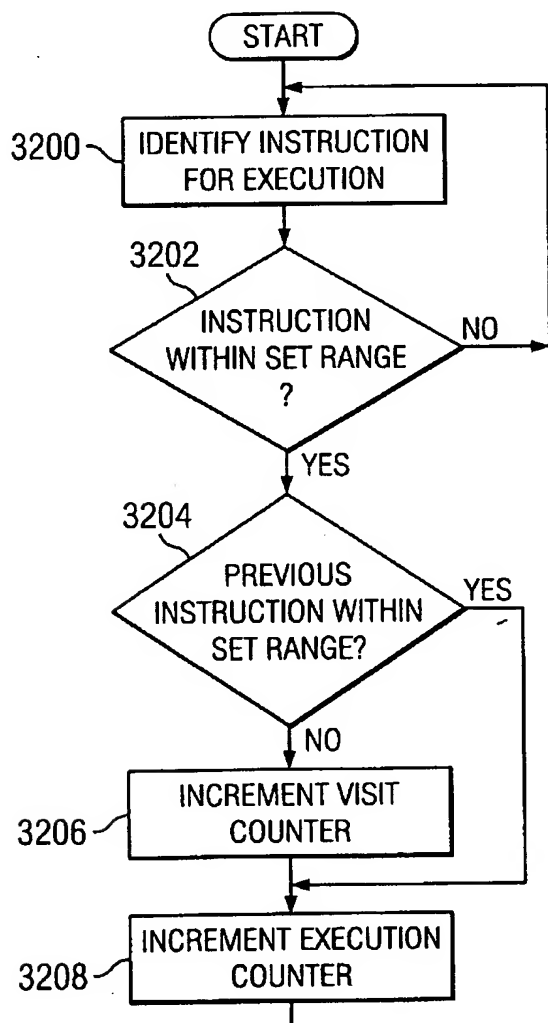 START
3200
IDENTIFY INSTRUCTION
FOR EXECUTION
3202
INSTRUCTION
WITHIN SET RANGE
?
NO
YES
3204
PREVIOUS
INSTRUCTION WITHIN
SET RANGE?
YES
NO
3206
INCREMENT VISIT
COUNTER
3208
INCREMENT EXECUTION
COUNTER